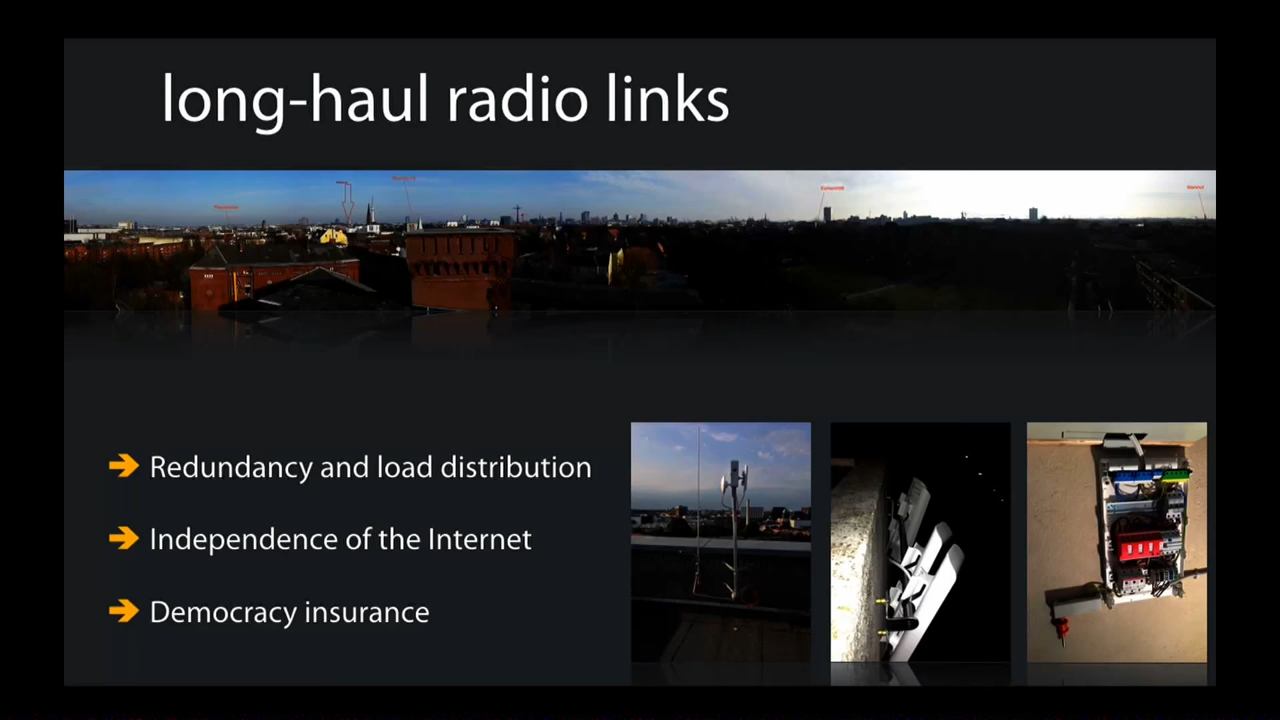 long-haul radio links
Redundancy and load distribution
Independence of the Internet
Democracy insurance